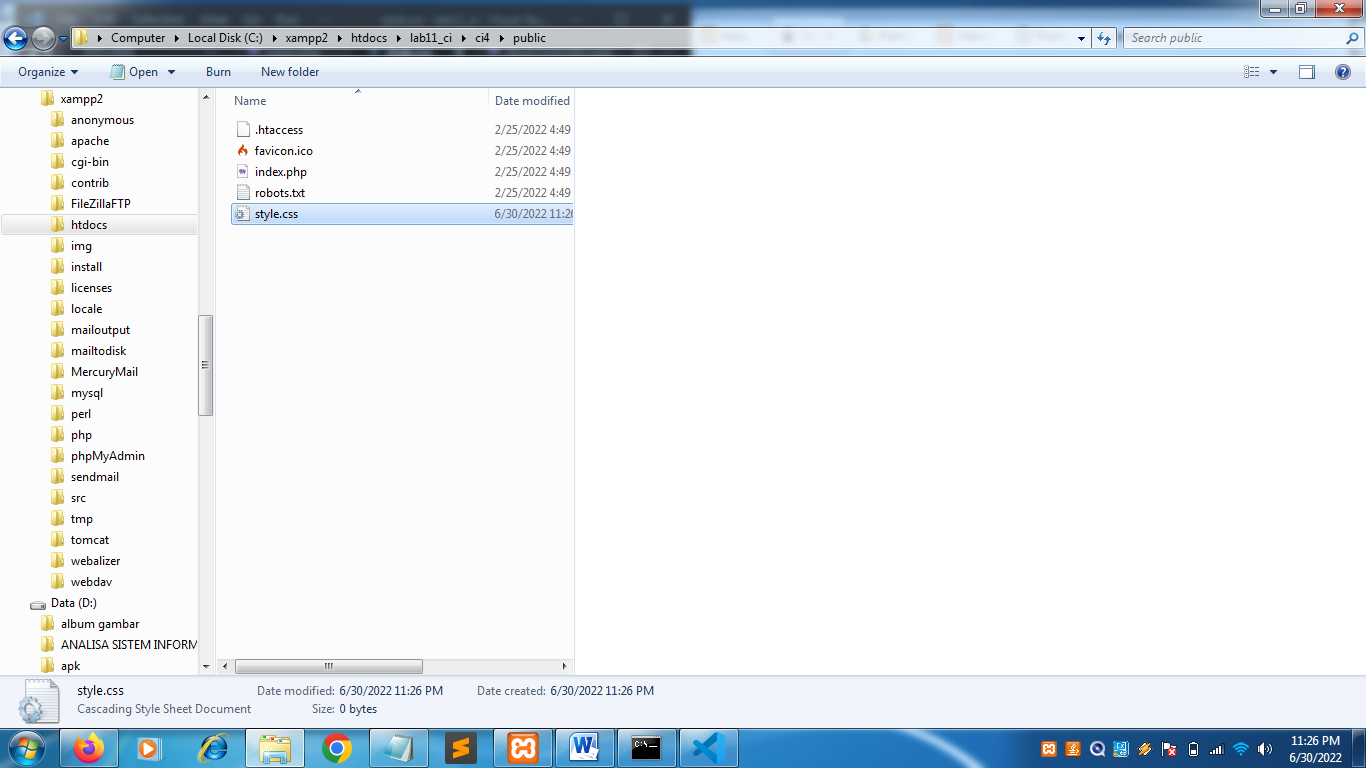 Computer Local Disk (C:) xampp2 htdocs lab11_ci ci4 public
Search public
Organize Open Burn New folder
xampp2
anonymous
apache
cgi-bin
contrib
FileZillaFTP
htdocs
img
install
licenses
locale
mailoutput
mailtodisk
MercuryMail
mysql
perl
php
phpMyAdmin
sendmail
src
tmp
tomcat
webalizer
webdav
Data (D:)
album gambar
ANALISA SISTEM INFORM
apk
Name Date modified
.htaccess 2/25/2022 4:49
favicon.ico 2/25/2022 4:49
index.php 2/25/2022 4:49
robots.txt 2/25/2022 4:49
style.css 6/30/2022 11:26
style.css Date modified: 6/30/2022 11:26 PM Date created: 6/30/2022 11:26 PM
Cascading Style Sheet Document Size: 0 bytes
11:26 PM
6/30/2022